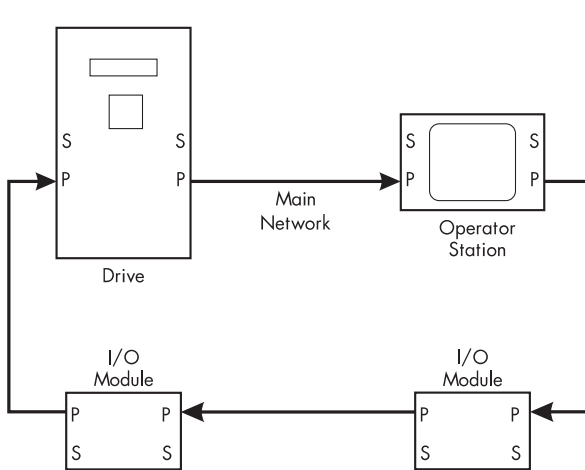 S S
P P
Drive
Main
Network
S S
P P
Operator
Station
I/O
Module
P P
S S
I/O
Module
P P
S S